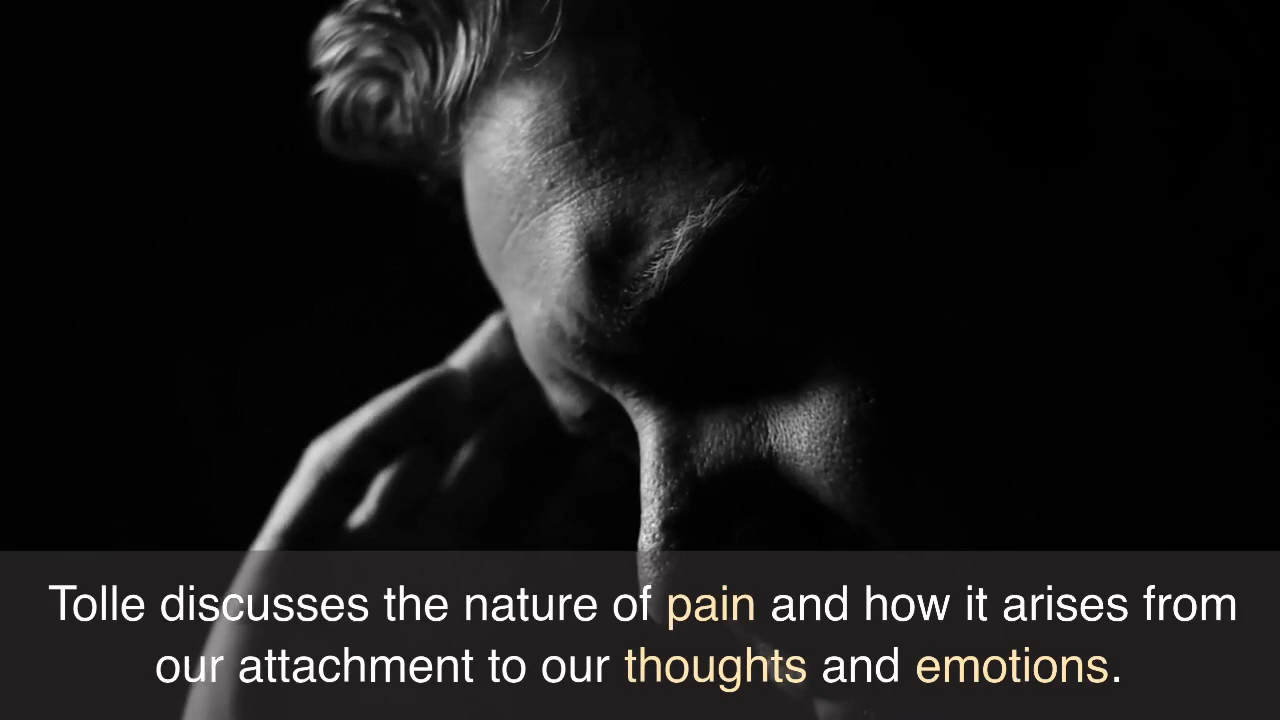 Tolle discusses the nature of pain and how it arises from
our attachment to our thoughts and emotions.